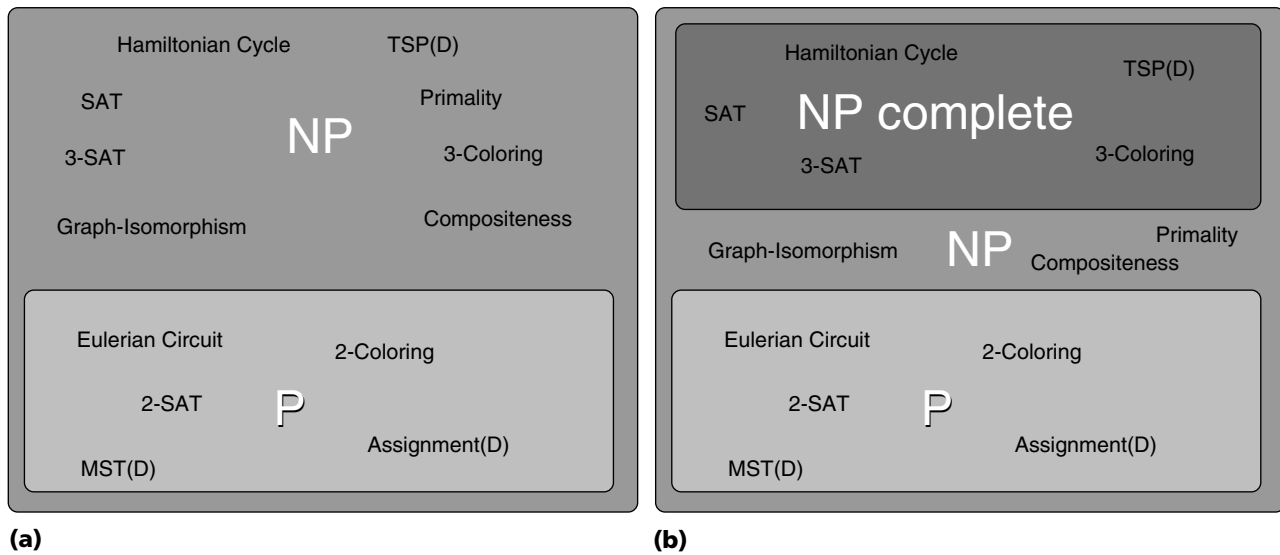 Hamiltonian Cycle TSP(D)
SAT Primality
NP
3-SAT 3-Coloring
Graph-Isomorphism Compositeness
Eulerian Circuit 2-Coloring
2-SAT P
Assignment(D)
MST(D)
(a)
Hamiltonian Cycle TSP(D)
SAT NP complete
3-SAT 3-Coloring
Graph-Isomorphism NP Primality
Compositeness
Eulerian Circuit 2-Coloring
2-SAT P
Assignment(D)
MST(D)
(b)